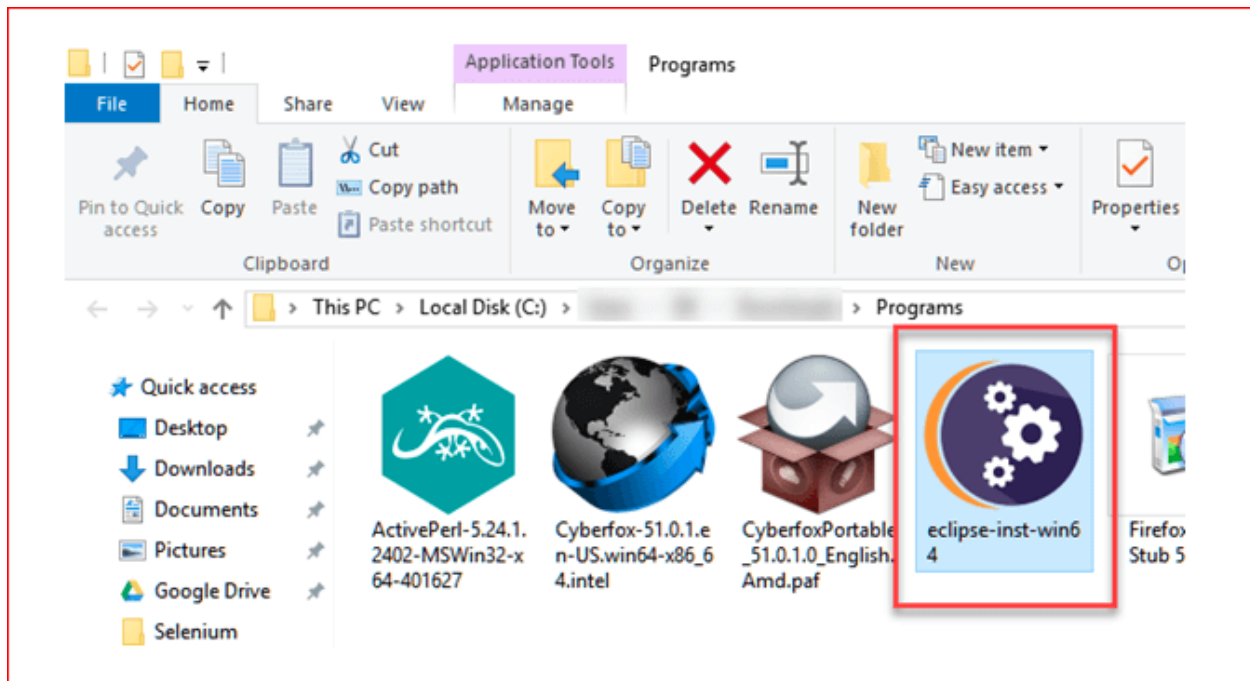 Application Tools
Programs
File
Home
Share
View
Manage
Pin to Quick
access
Copy
Paste
Cut
Copy path
Paste shortcut
Move
to
Copy
to
Delete
Rename
New
folder
New item
Easy access
Properties
Clipboard
Organize
New
This PC > Local Disk (C:) >
> Programs
Quick access
Desktop
Downloads
Documents
Pictures
Google Drive
Selenium
ActivePerl-5.24.1.
2402-MSWin32-x
64-401627
Cyberfox-51.0.1.e
n-US.win64-x86_6
4.intel
CyberfoxPortable
_51.0.1.0_English.
Amd.paf
eclipse-inst-win6
4
Firefox
Stub 5